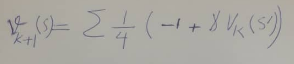 v_{k+1}(s) = Σ 1/4 (-1 + γ v_k(s'))